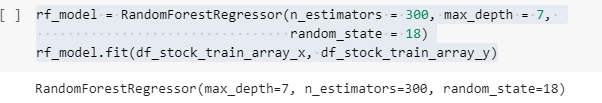 [ ] rf_model = RandomForestRegressor(n_estimators = 300, max_depth = 7,
random_state = 18)
rf_model.fit(df_stock_train_array_x, df_stock_train_array_y)
RandomForestRegressor(max_depth=7, n_estimators=300, random_state=18)